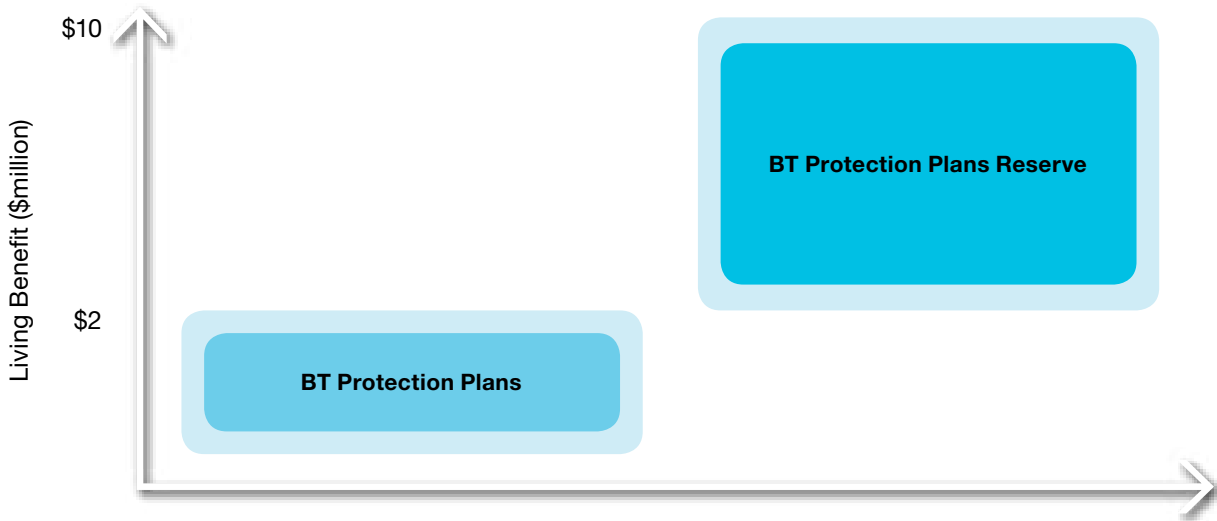 $10
Living Benefit ($million)
BT Protection Plans Reserve
$2
BT Protection Plans